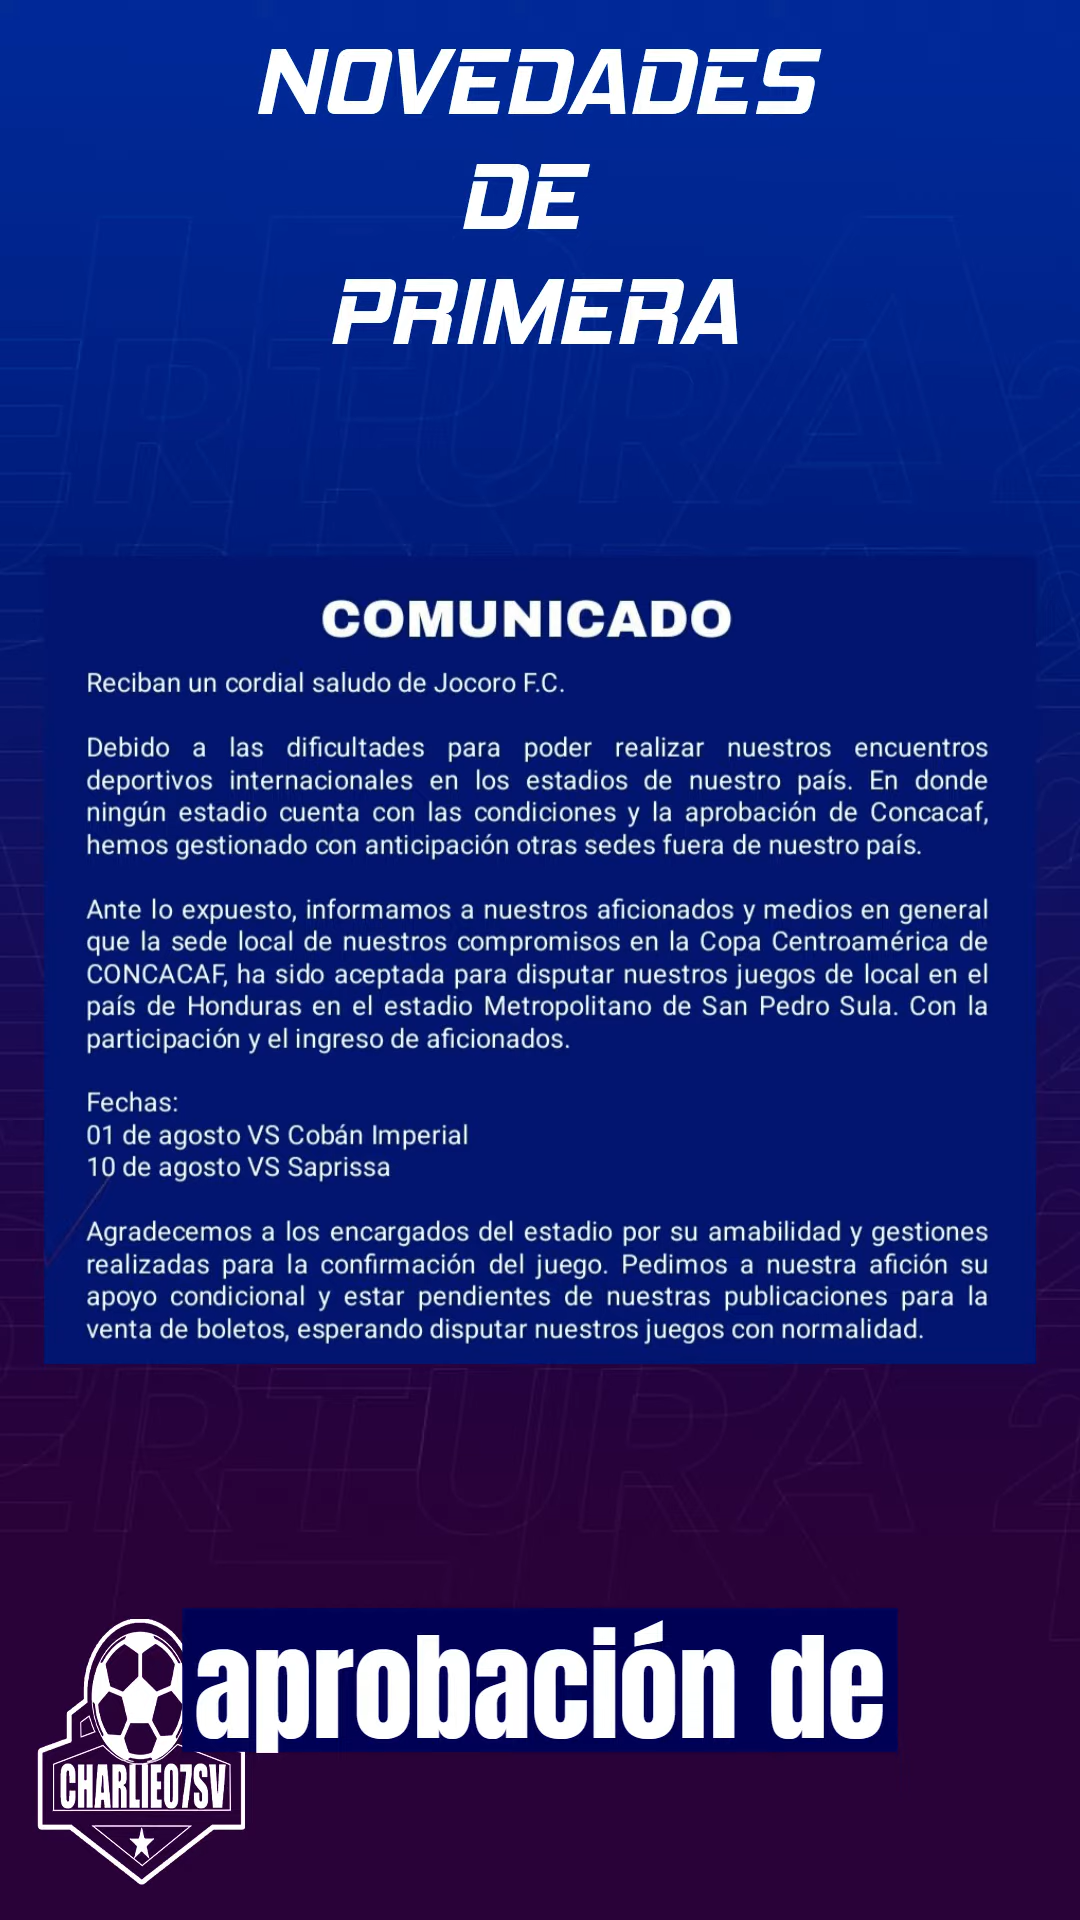 NOVEDADES
DE
PRIMERA
COMUNICADO
Reciban un cordial saludo de Jocoro F.C.
Debido a las dificultades para poder realizar nuestros encuentros
deportivos internacionales en los estadios de nuestro país. En donde
ningún estadio cuenta con las condiciones y la aprobación de Concacaf,
hemos gestionado con anticipación otras sedes fuera de nuestro país.
Ante lo expuesto, informamos a nuestros aficionados y medios en general
que la sede local de nuestros compromisos en la Copa Centroamérica de
CONCACAF, ha sido aceptada para disputar nuestros juegos de local en el
país de Honduras en el estadio Metropolitano de San Pedro Sula. Con la
participación y el ingreso de aficionados.
Fechas:
01 de agosto VS Cobán Imperial
10 de agosto VS Saprissa
Agradecemos a los encargados del estadio por su amabilidad y gestiones
realizadas para la confirmación del juego. Pedimos a nuestra afición su
apoyo condicional y estar pendientes de nuestras publicaciones para la
venta de boletos, esperando disputar nuestros juegos con normalidad.
ERTURA 2
aprobación de
CHARLIE07SV